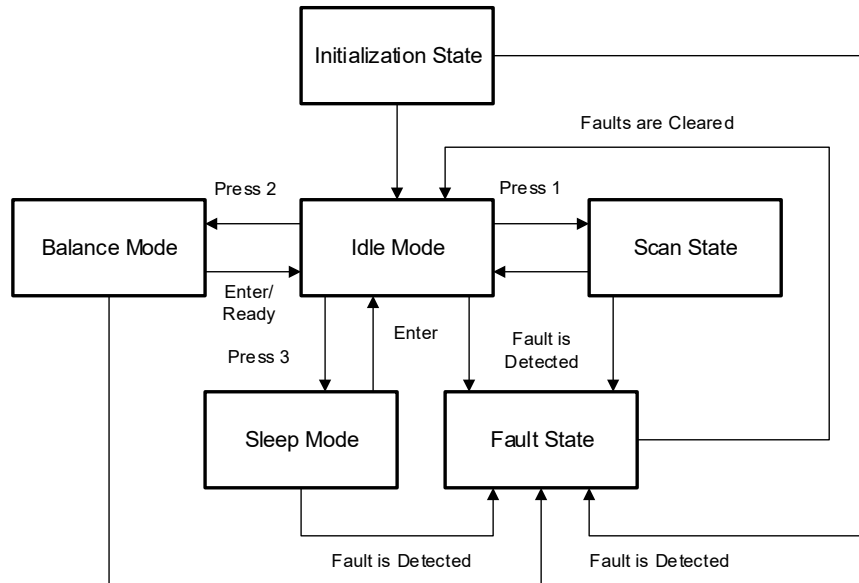 Initialization State
Faults are Cleared
Press 2
Press 1
Balance Mode
Idle Mode
Scan State
Enter/
Ready
Press 3
Enter
Fault is
Detected
Sleep Mode
Fault State
Fault is Detected
Fault is Detected